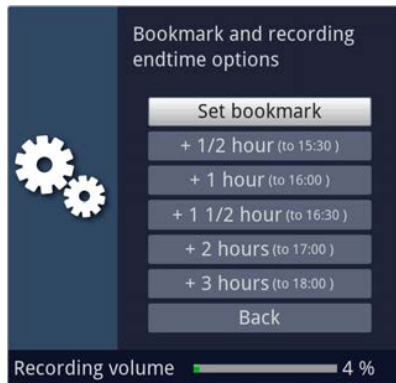 Bookmark and recording
endtime options
Set bookmark
+ 1/2 hour (to 15:30 )
+ 1 hour (to 16:00 )
+ 1 1/2 hour (to 16:30 )
+ 2 hours (to 17:00 )
+ 3 hours (to 18:00 )
Back
Recording volume 4 %